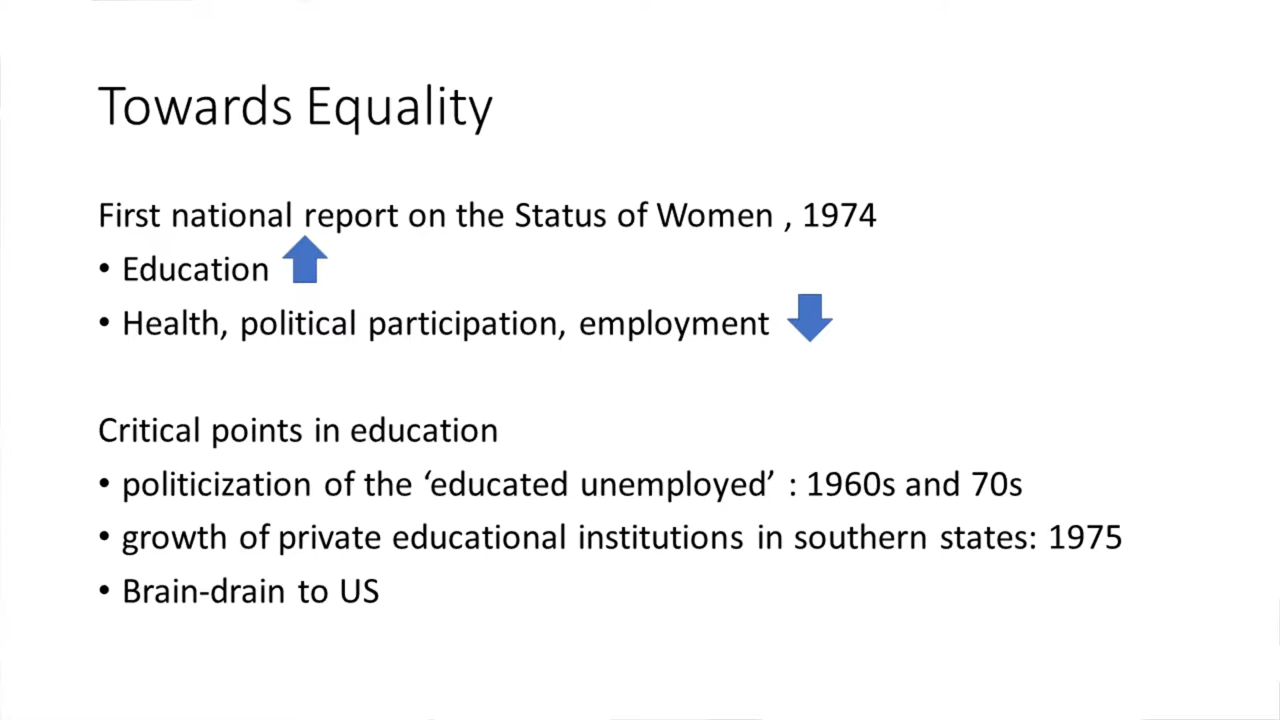 Towards Equality
First national report on the Status of Women , 1974
• Education
• Health, political participation, employment
Critical points in education
• politicization of the ‘educated unemployed’ : 1960s and 70s
• growth of private educational institutions in southern states: 1975
• Brain-drain to US